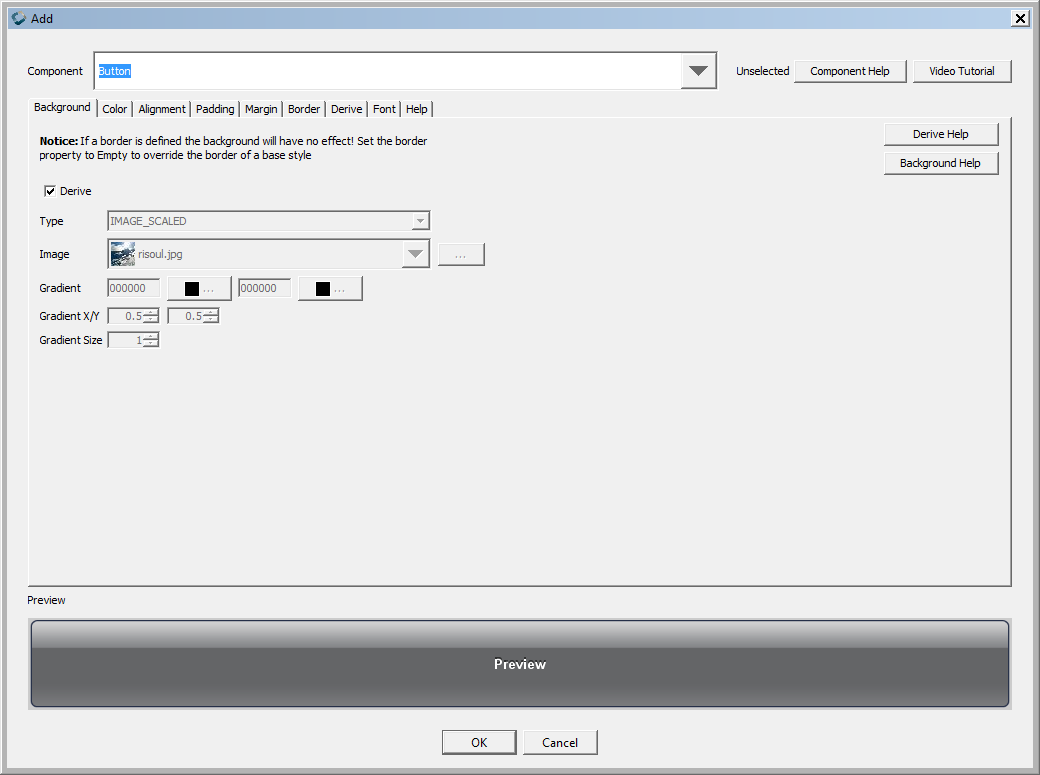 Add
Component Button Unselected Component Help Video Tutorial
Background Color Alignment Padding Margin Border Derive Font Help
Notice: If a border is defined the background will have no effect! Set the border
property to Empty to override the border of a base style
Derive Help
Background Help
Derive
Type IMAGE_SCALED
Image risoul.jpg ...
Gradient 000000 ... 000000 ...
Gradient X/Y 0.5 0.5
Gradient Size 1
Preview
Preview
OK Cancel